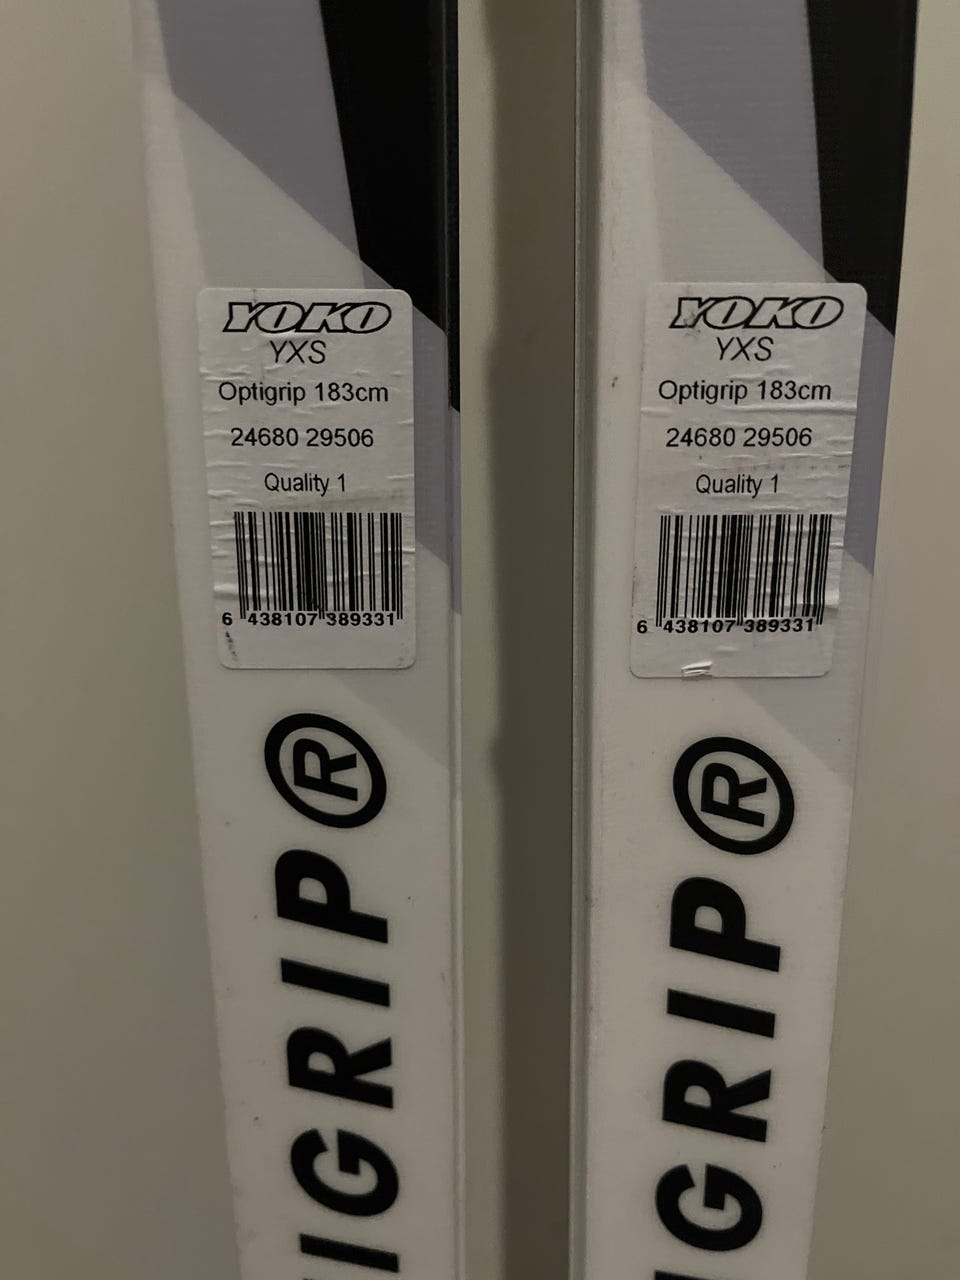 YOKO
YXS
Optigrip 183cm
24680 29506
Quality 1
6 438107 389331
IGRIP®
YOKO
YXS
Optigrip 183cm
24680 29506
Quality 1
6 438107 389331
IGRIP®